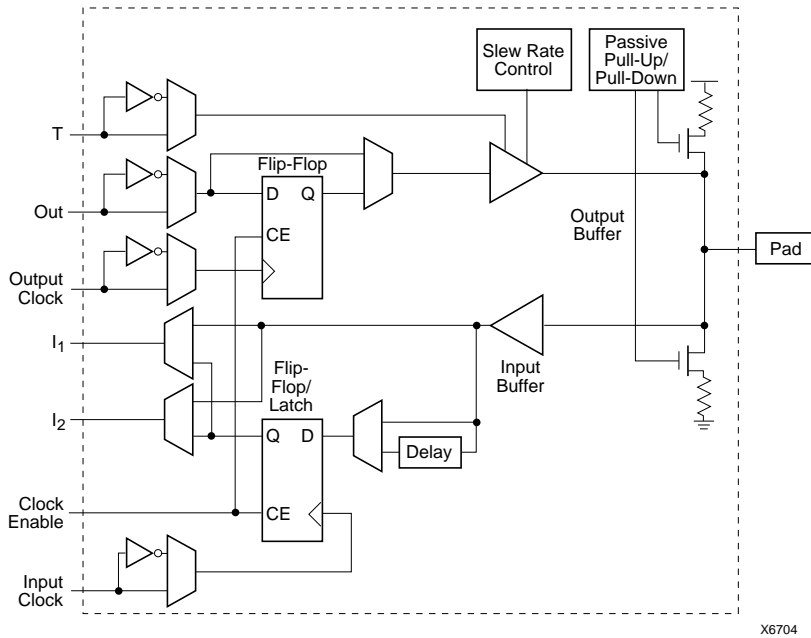 Slew Rate
Control
Passive
Pull-Up/
Pull-Down
T
Flip-Flop
D Q
Out
CE
Output
Buffer
Pad
Output
Clock
I1
Flip-
Flop/
Latch
Input
Buffer
I2
Q D
Delay
Clock
Enable
CE
Input
Clock
X6704